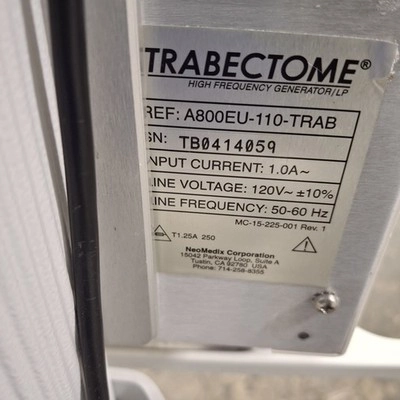 TRABECTOME®
HIGH FREQUENCY GENERATOR/LP
REF: A800EU-110-TRAB
SN: TB0414059
INPUT CURRENT: 1.0A~
LINE VOLTAGE: 120V~ ±10%
LINE FREQUENCY: 50-60 Hz
MC-15-225-001 Rev. 1
T1.25A 250
NeoMedix Corporation
15042 Parkway Loop, Suite A
Tustin, CA 92780 USA
Phone: 714-258-8355